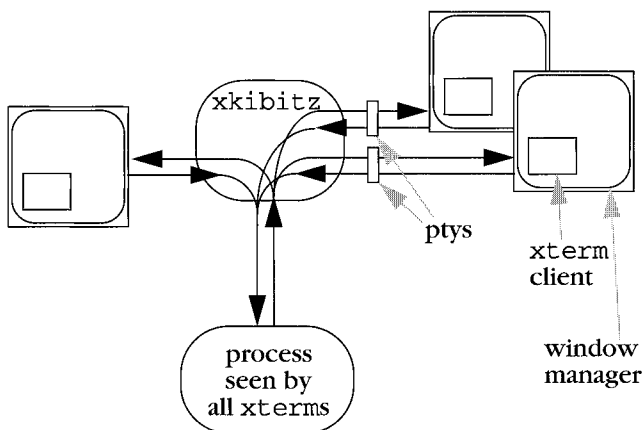 xkibitz
ptys
xterm
client
window
manager
process
seen by
all xterms